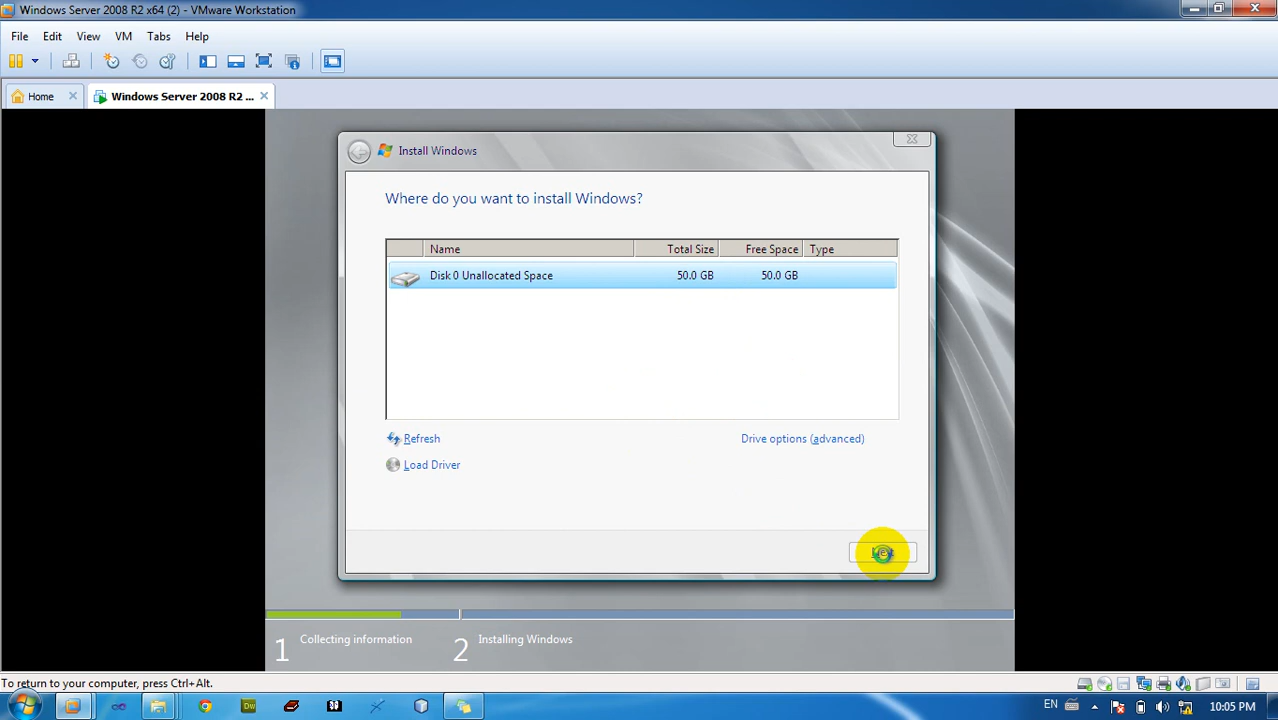 Windows Server 2008 R2 x64 (2) - VMware Workstation
File Edit View VM Tabs Help
Home Windows Server 2008 R2 ...
Install Windows
Where do you want to install Windows?
Name Total Size Free Space Type
Disk 0 Unallocated Space 50.0 GB 50.0 GB
Refresh Drive options (advanced)
Load Driver
1 Collecting information 2 Installing Windows
To return to your computer, press Ctrl+Alt.
Dw EN 10:05 PM